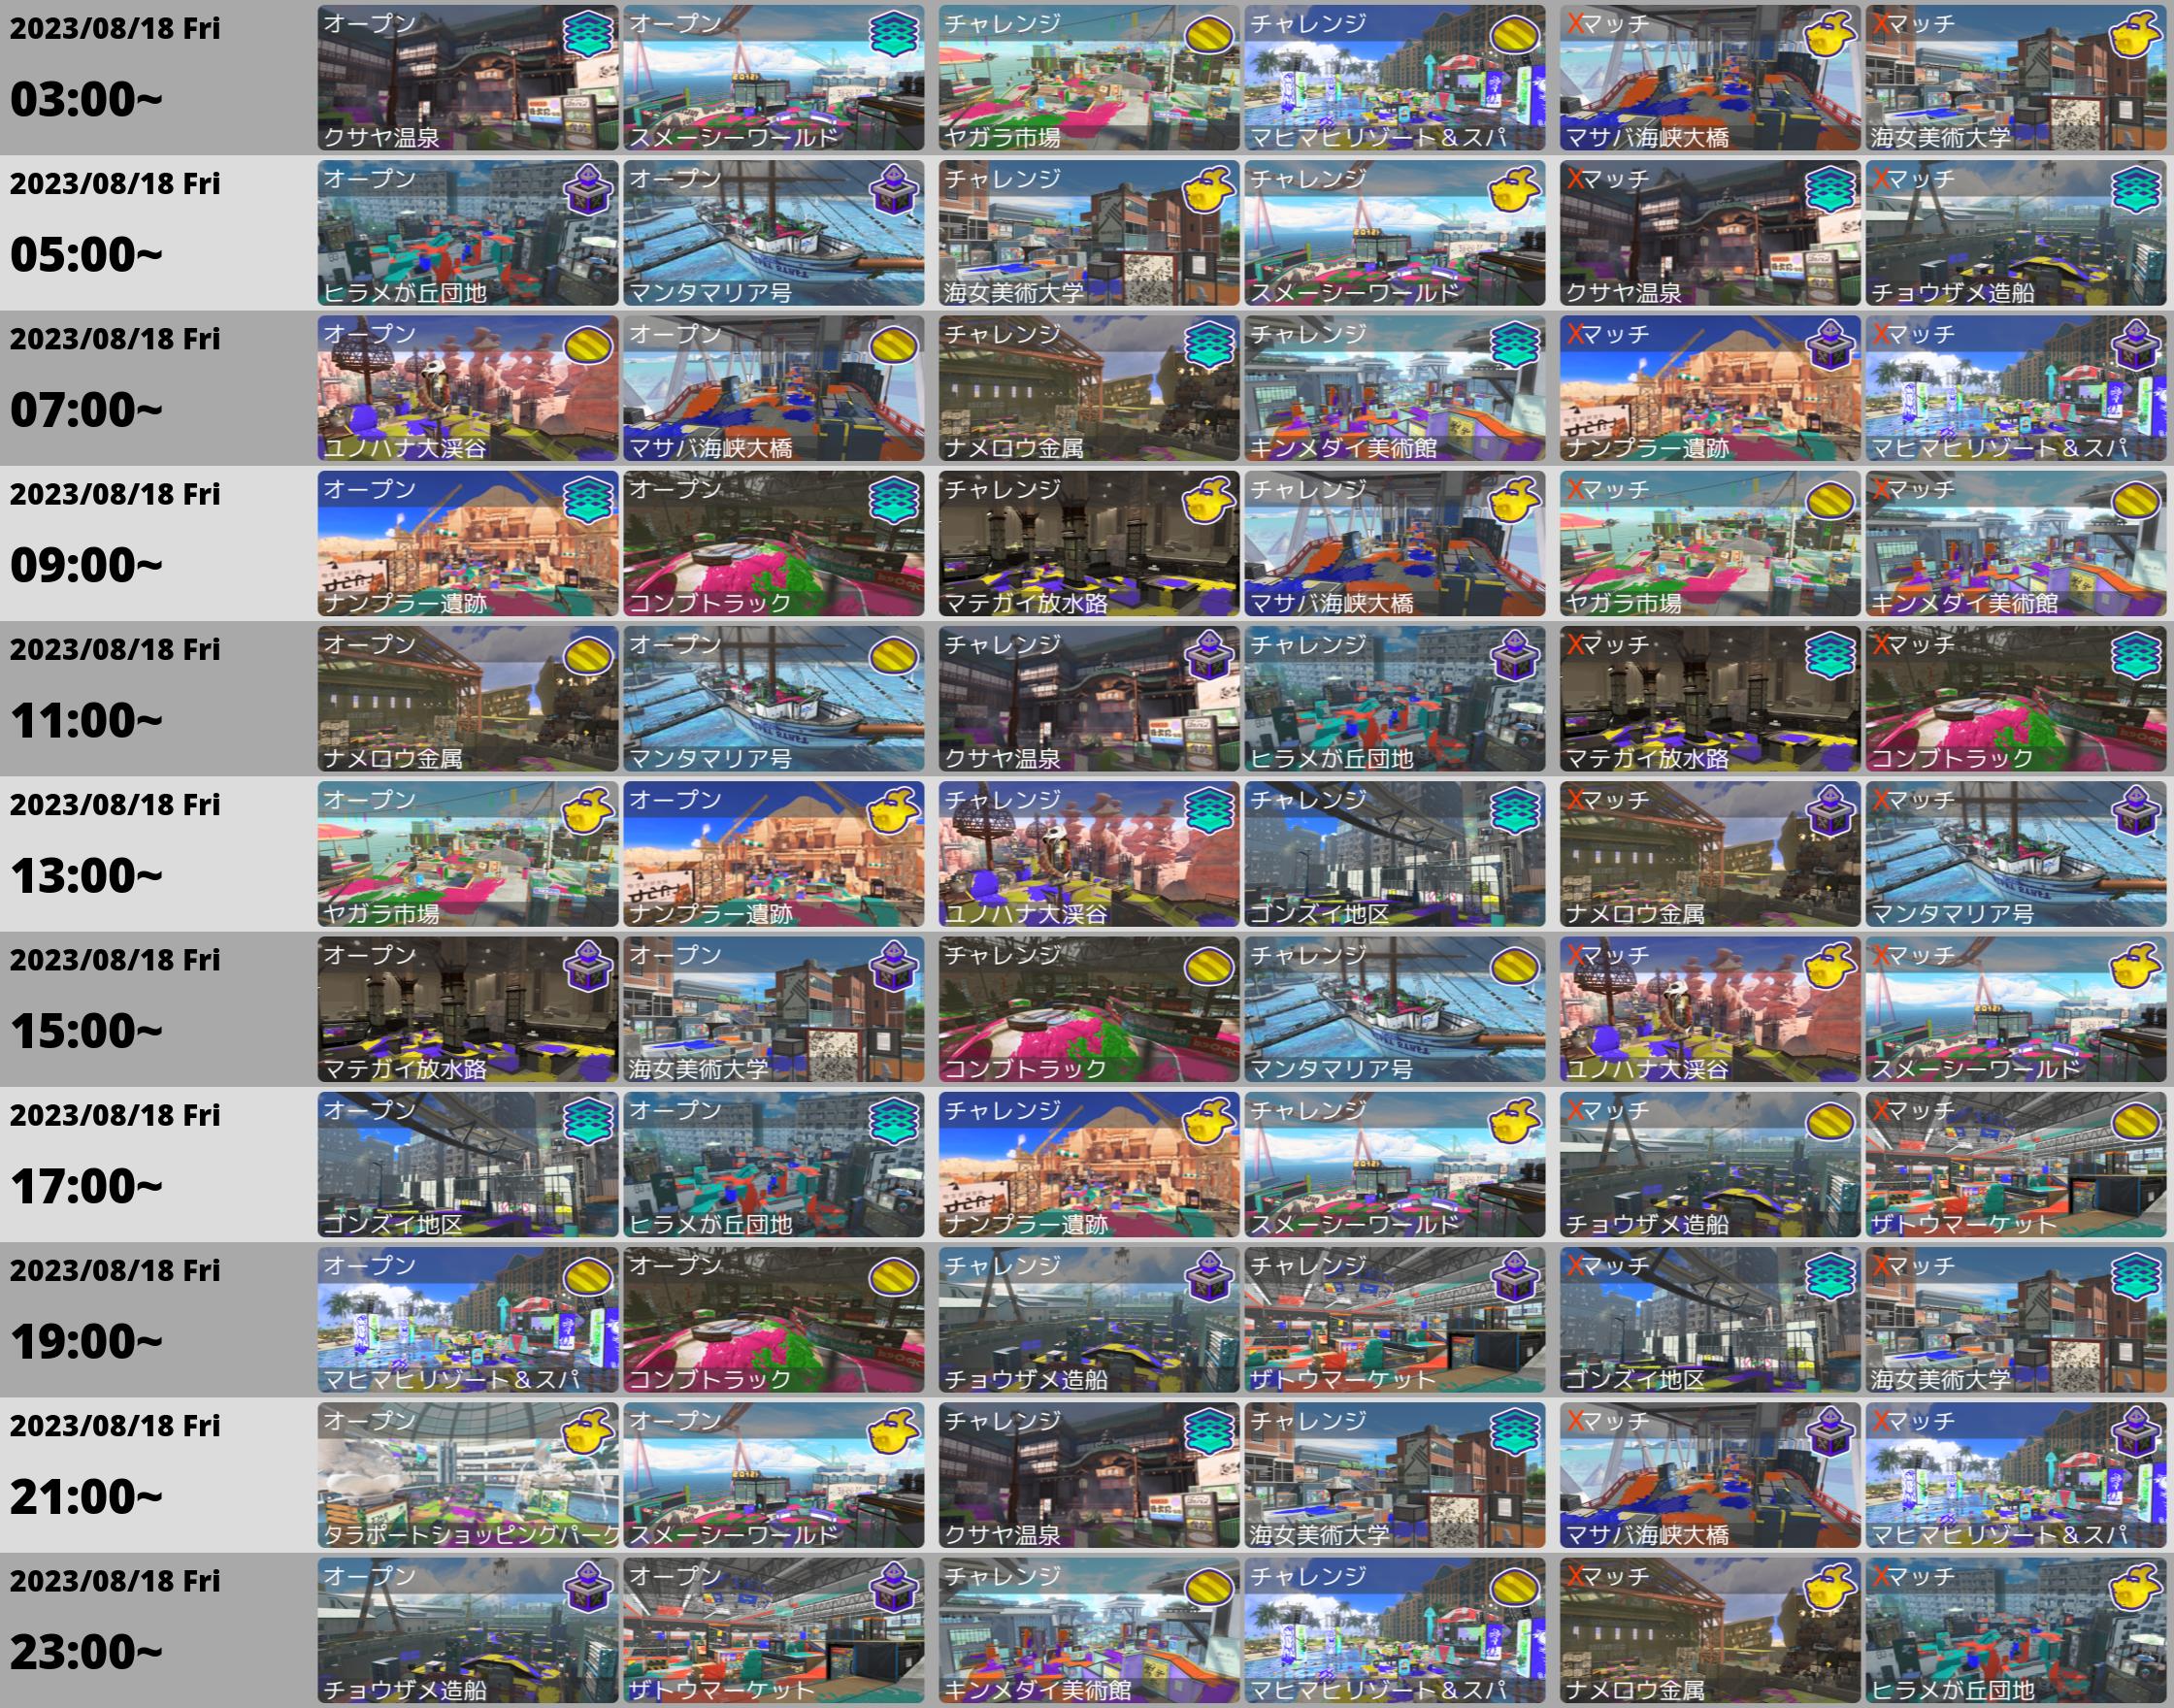 2023/08/18 Fri
03:00~
オープン
クサヤ温泉
オープン
スメーシーワールド
チャレンジ
ヤガラ市場
チャレンジ
マヒマヒリゾート＆スパ
Xマッチ
マサバ海峡大橋
Xマッチ
海女美術大学
2023/08/18 Fri
05:00~
オープン
ヒラメが丘団地
オープン
マンタマリア号
チャレンジ
海女美術大学
チャレンジ
スメーシーワールド
Xマッチ
クサヤ温泉
Xマッチ
チョウザメ造船
2023/08/18 Fri
07:00~
オープン
ユノハナ大渓谷
オープン
マサバ海峡大橋
チャレンジ
ナメロウ金属
チャレンジ
キンメダイ美術館
Xマッチ
ナンプラー遺跡
Xマッチ
マヒマヒリゾート＆スパ
2023/08/18 Fri
09:00~
オープン
ナンプラー遺跡
オープン
コンブトラック
チャレンジ
マテガイ放水路
チャレンジ
マサバ海峡大橋
Xマッチ
ヤガラ市場
Xマッチ
キンメダイ美術館
2023/08/18 Fri
11:00~
オープン
ナメロウ金属
オープン
マンタマリア号
チャレンジ
クサヤ温泉
チャレンジ
ヒラメが丘団地
Xマッチ
マテガイ放水路
Xマッチ
コンブトラック
2023/08/18 Fri
13:00~
オープン
ヤガラ市場
オープン
ナンプラー遺跡
チャレンジ
ユノハナ大渓谷
チャレンジ
ゴンズイ地区
Xマッチ
ナメロウ金属
Xマッチ
マンタマリア号
2023/08/18 Fri
15:00~
オープン
マテガイ放水路
オープン
海女美術大学
チャレンジ
コンブトラック
チャレンジ
マンタマリア号
Xマッチ
ユノハナ大渓谷
Xマッチ
スメーシーワールド
2023/08/18 Fri
17:00~
オープン
ゴンズイ地区
オープン
ヒラメが丘団地
チャレンジ
ナンプラー遺跡
チャレンジ
スメーシーワールド
Xマッチ
チョウザメ造船
Xマッチ
ザトウマーケット
2023/08/18 Fri
19:00~
オープン
マヒマヒリゾート＆スパ
オープン
コンブトラック
チャレンジ
チョウザメ造船
チャレンジ
ザトウマーケット
Xマッチ
ゴンズイ地区
Xマッチ
海女美術大学
2023/08/18 Fri
21:00~
オープン
タラポートショッピングパーク
オープン
スメーシーワールド
チャレンジ
クサヤ温泉
チャレンジ
海女美術大学
Xマッチ
マサバ海峡大橋
Xマッチ
マヒマヒリゾート＆スパ
2023/08/18 Fri
23:00~
オープン
チョウザメ造船
オープン
ザトウマーケット
チャレンジ
キンメダイ美術館
チャレンジ
マヒマヒリゾート＆スパ
Xマッチ
ナメロウ金属
Xマッチ
ヒラメが丘団地